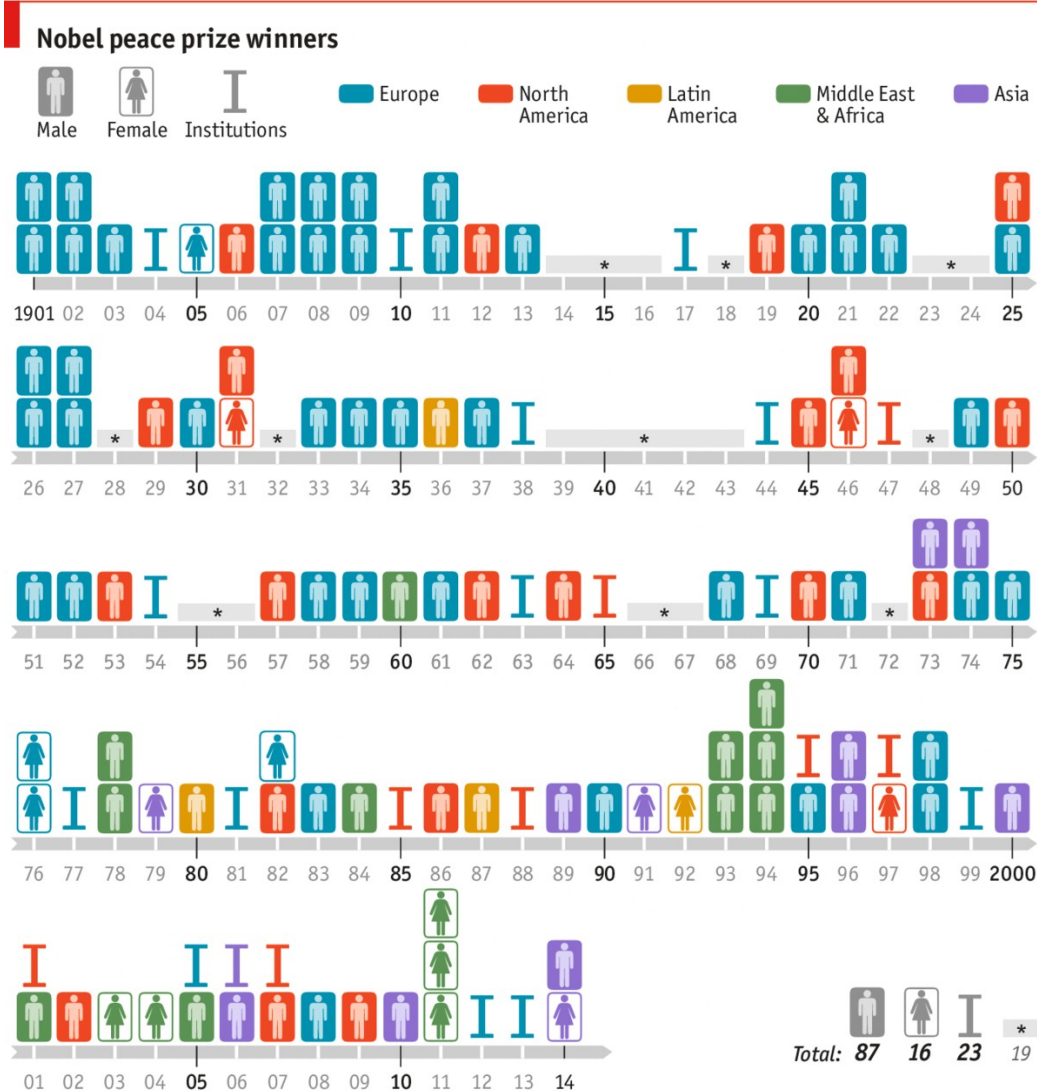 Nobel peace prize winners
Male Female Institutions
Europe
North
America
Latin
America
Middle East
& Africa
Asia
* * *
1901 02 03 04 05 06 07 08 09 10 11 12 13 14 15 16 17 18 19 20 21 22 23 24 25
* * * *
26 27 28 29 30 31 32 33 34 35 36 37 38 39 40 41 42 43 44 45 46 47 48 49 50
* * *
51 52 53 54 55 56 57 58 59 60 61 62 63 64 65 66 67 68 69 70 71 72 73 74 75
76 77 78 79 80 81 82 83 84 85 86 87 88 89 90 91 92 93 94 95 96 97 98 99 2000
*
Total: 87 16 23 19
01 02 03 04 05 06 07 08 09 10 11 12 13 14